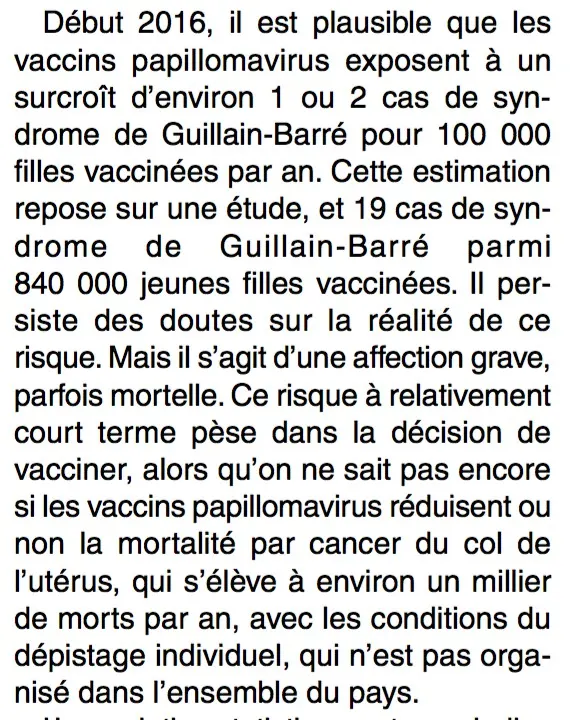 Début 2016, il est plausible que les
vaccins papillomavirus exposent à un
surcroît d’environ 1 ou 2 cas de syn-
drome de Guillain-Barré pour 100 000
filles vaccinées par an. Cette estimation
repose sur une étude, et 19 cas de syn-
drome de Guillain-Barré parmi
840 000 jeunes filles vaccinées. Il per-
siste des doutes sur la réalité de ce
risque. Mais il s’agit d’une affection grave,
parfois mortelle. Ce risque à relativement
court terme pèse dans la décision de
vacciner, alors qu’on ne sait pas encore
si les vaccins papillomavirus réduisent ou
non la mortalité par cancer du col de
l’utérus, qui s’élève à environ un millier
de morts par an, avec les conditions du
dépistage individuel, qui n’est pas orga-
nisé dans l’ensemble du pays.